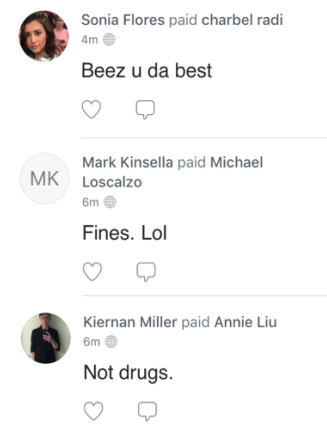 Sonia Flores paid charbel radi
4m
Beez u da best
Mark Kinsella paid Michael
Loscalzo
MK
6m
Fines. Lol
Kiernan Miller paid Annie Liu
6m
Not drugs.